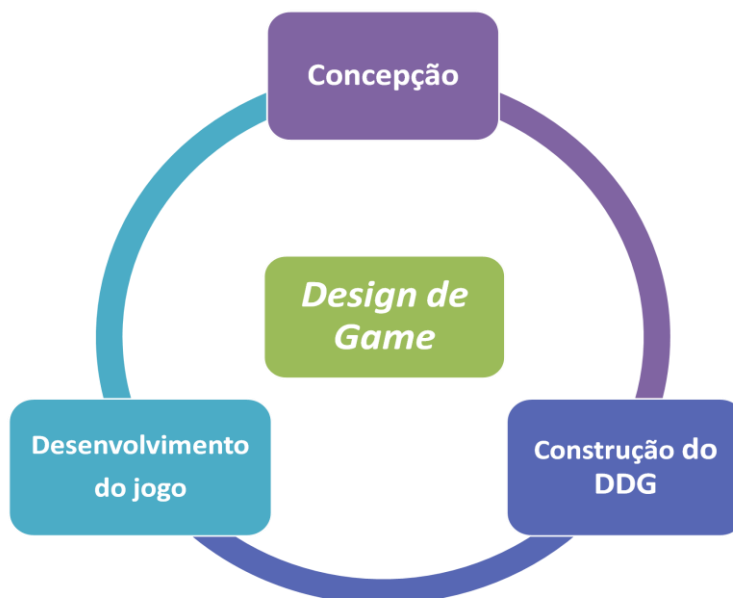 Concepção
Design de
Game
Desenvolvimento
do jogo
Construção do
DDG